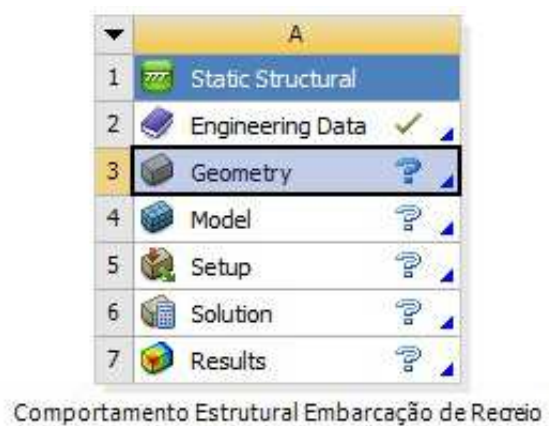 A
1 Static Structural
2 Engineering Data
3 Geometry ?
4 Model ?
5 Setup ?
6 Solution ?
7 Results ?
Comportamento Estrutural Embarcação de Recreio